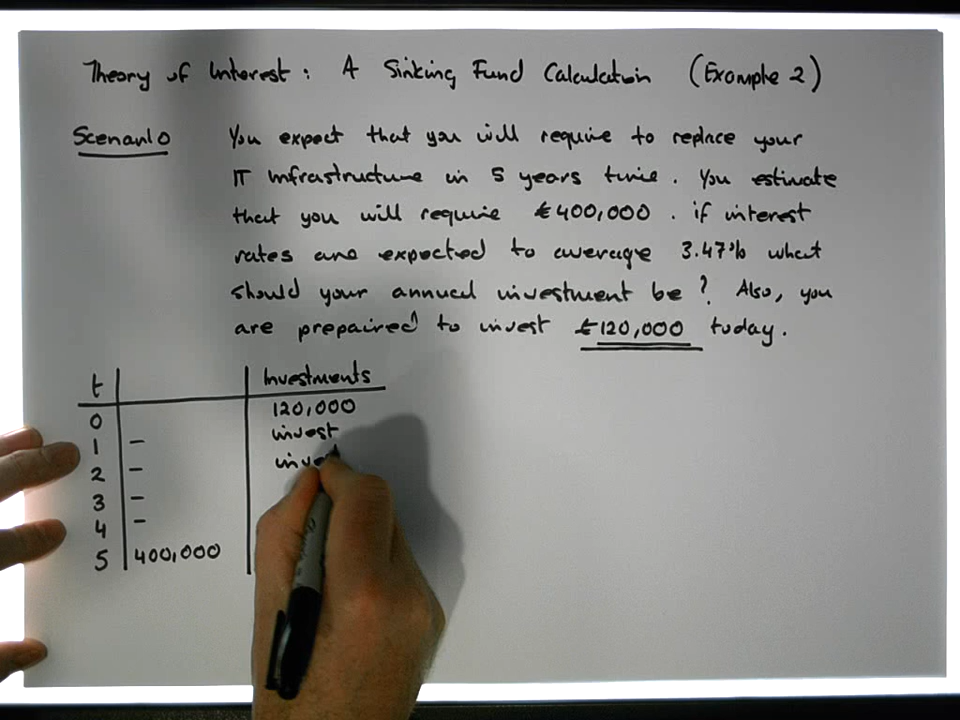 Theory of Interest: A Sinking Fund Calculation (Example 2)
Scenario You expect that you will require to replace your
IT infrastructure in 5 years time. You estimate
that you will require €400,000. if interest
rates are expected to average 3.47% what
should your annual investment be? Also, you
are prepaired to invest €120,000 today.
t Investments
0 120,000
1 - invest
2 - inve
3 -
4 -
5 400,000